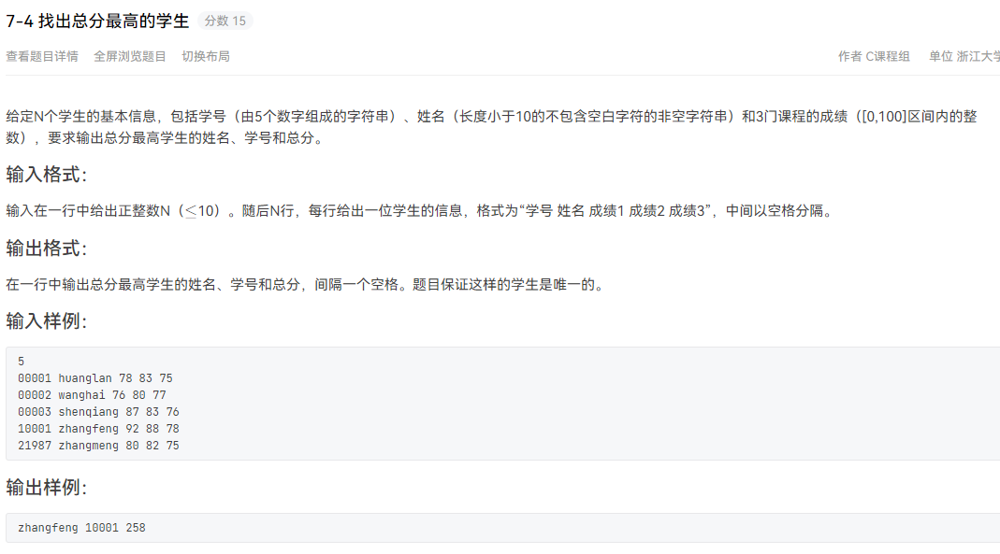 7-4 找出总分最高的学生 分数 15
查看题目详情 全屏浏览题目 切换布局 作者 C课程组 单位 浙江大学
给定N个学生的基本信息，包括学号（由5个数字组成的字符串）、姓名（长度小于10的不包含空白字符的非空字符串）和3门课程的成绩（[0,100]区间内的整
数），要求输出总分最高学生的姓名、学号和总分。
输入格式：
输入在一行中给出正整数N（≤10）。随后N行，每行给出一位学生的信息，格式为“学号 姓名 成绩1 成绩2 成绩3”，中间以空格分隔。
输出格式：
在一行中输出总分最高学生的姓名、学号和总分，间隔一个空格。题目保证这样的学生是唯一的。
输入样例：
5
00001 huanglan 78 83 75
00002 wanghai 76 80 77
00003 shenqiang 87 83 76
10001 zhangfeng 92 88 78
21987 zhangmeng 80 82 75
输出样例：
zhangfeng 10001 258